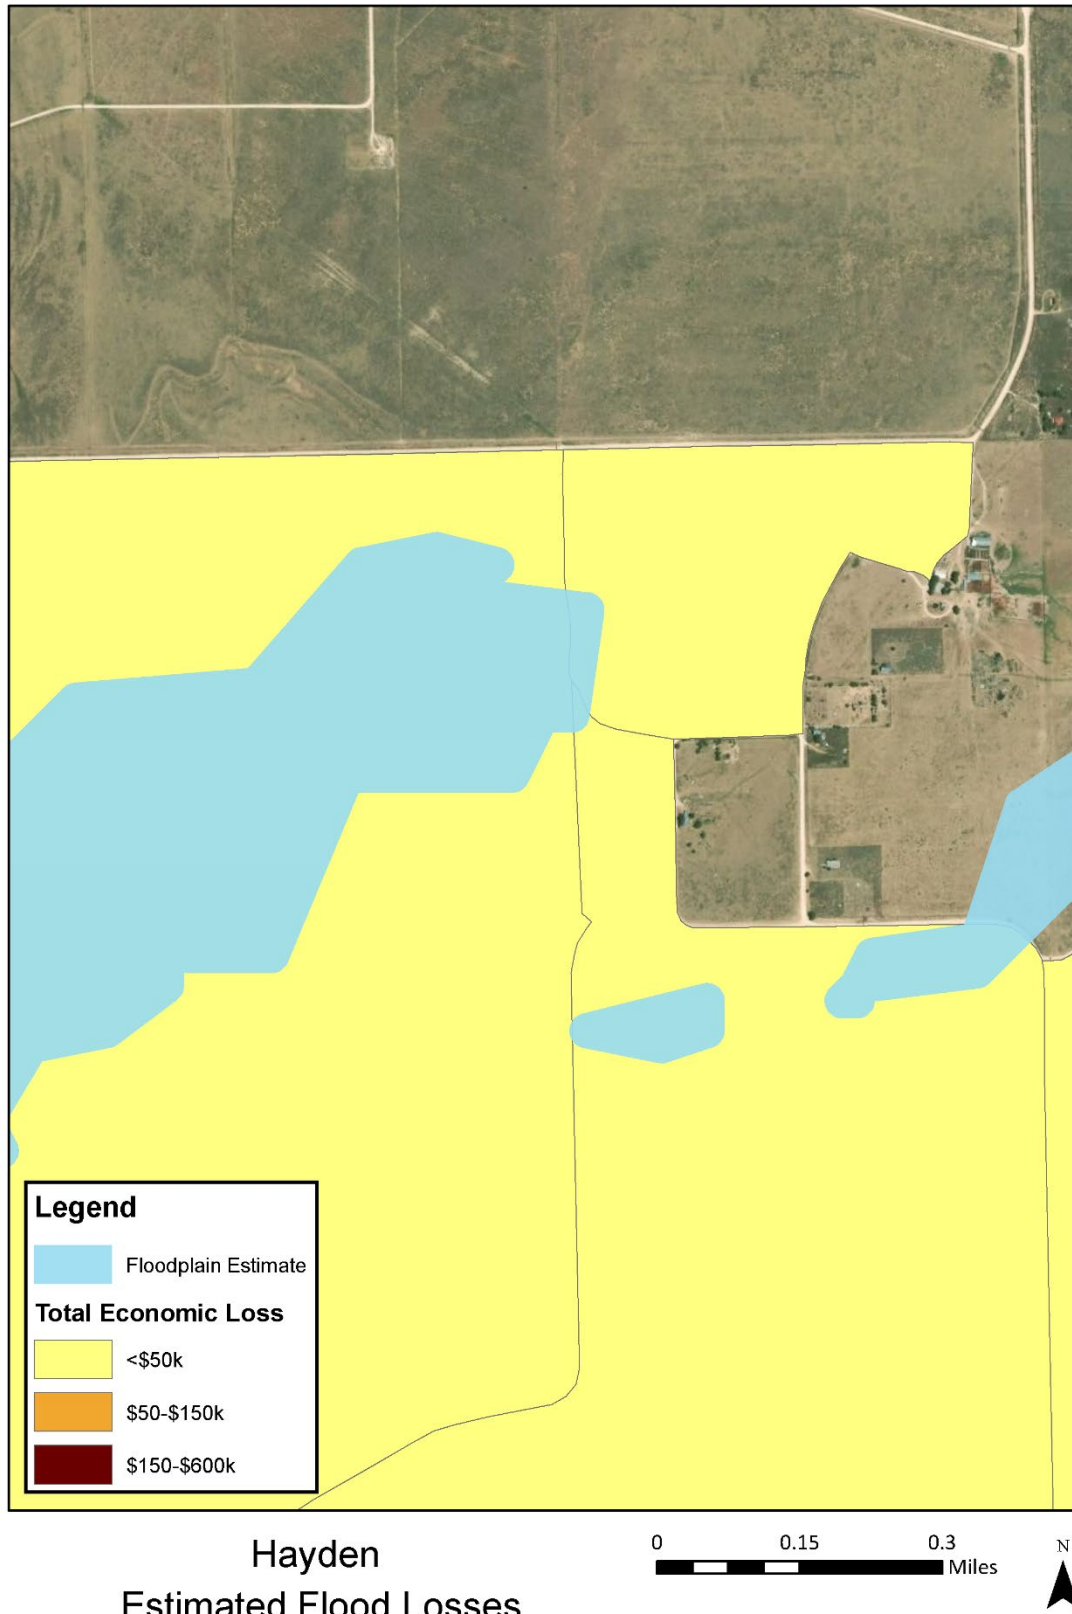 Legend
Floodplain Estimate
Total Economic Loss
<$50k
$50-$150k
$150-$600k
Hayden
Estimated Flood Losses
0 0.15 0.3
Miles
N